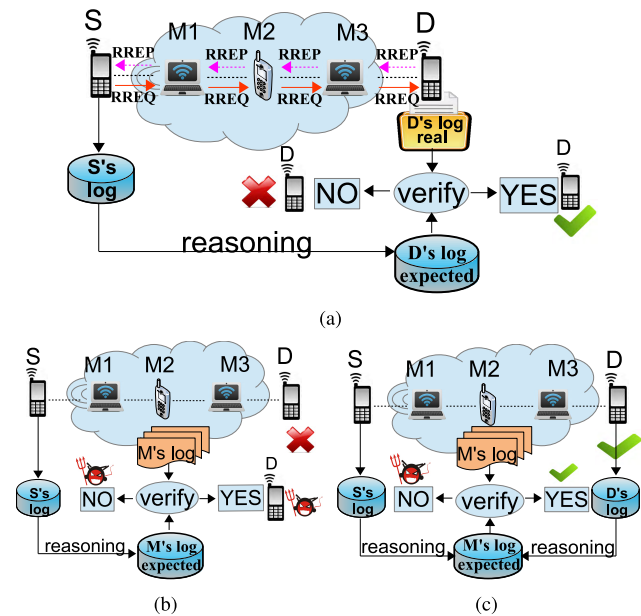 S M1 M2 M3 D
RREP RREP RREP RREP
RREQ RREQ RREQ RREQ
D's log
real
S's
log
D NO verify YES D
reasoning
D's log
expected
(a)
S M1 M2 M3 D
M's log
S's
log
NO verify YES D
reasoning
M's log
expected
(b)
S M1 M2 M3 D
M's log
S's
log
NO verify YES
D's
log
reasoning reasoning
M's log
expected
(c)